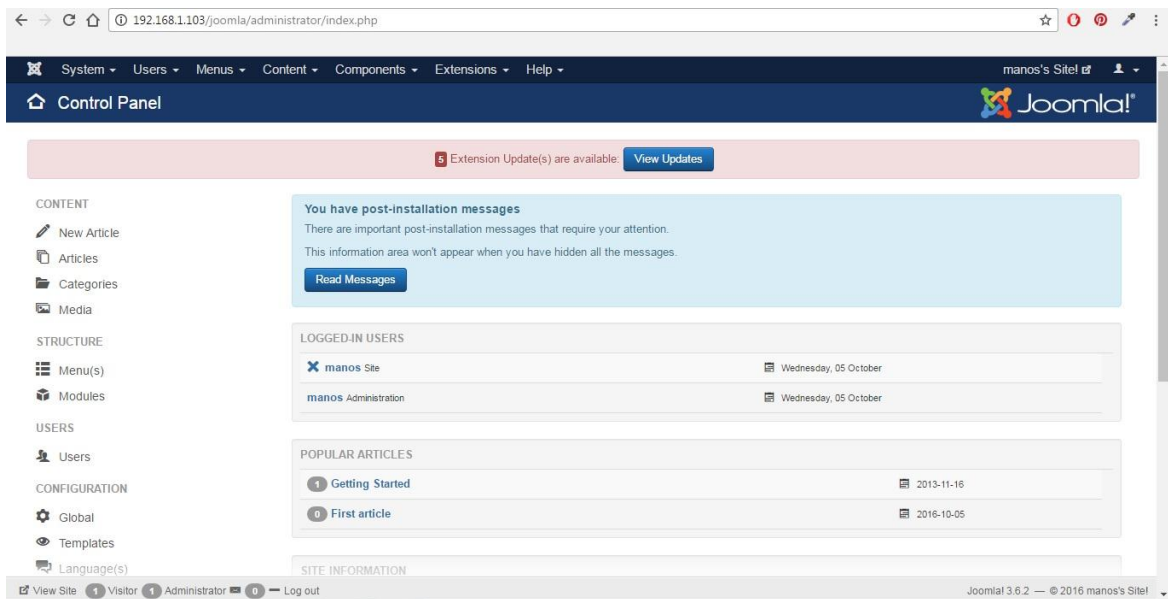 192.168.1.103/joomla/administrator/index.php
System Users Menus Content Components Extensions Help manos's Site!
Control Panel Joomla!®
5 Extension Update(s) are available: View Updates
CONTENT
New Article
Articles
Categories
Media
STRUCTURE
Menu(s)
Modules
USERS
Users
CONFIGURATION
Global
Templates
Language(s)
You have post-installation messages
There are important post-installation messages that require your attention.
This information area won't appear when you have hidden all the messages.
Read Messages
LOGGED-IN USERS
manos Site Wednesday, 05 October
manos Administration Wednesday, 05 October
POPULAR ARTICLES
1 Getting Started 2013-11-16
0 First article 2016-10-05
SITE INFORMATION
View Site 1 Visitor 1 Administrator 0 Log out Joomla! 3.6.2 — © 2016 manos's Site!